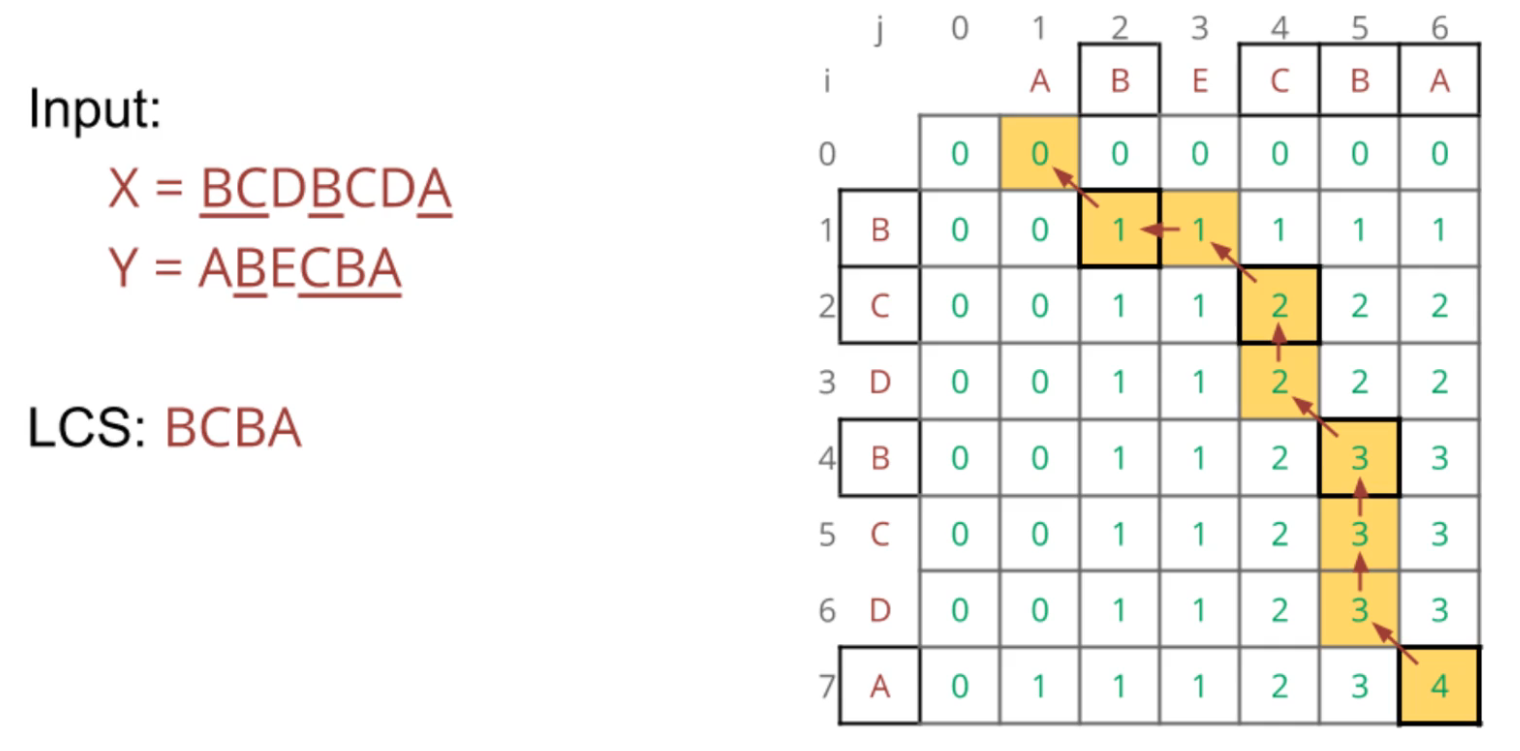 Input:
X = BCDBCDA
Y = ABECBA
LCS: BCBA
j 0 1 2 3 4 5 6
i A B E C B A
0 0 0 0 0 0 0 0
1 B 0 0 1 1 1 1 1
2 C 0 0 1 1 2 2 2
3 D 0 0 1 1 2 2 2
4 B 0 0 1 1 2 3 3
5 C 0 0 1 1 2 3 3
6 D 0 0 1 1 2 3 3
7 A 0 1 1 1 2 3 4